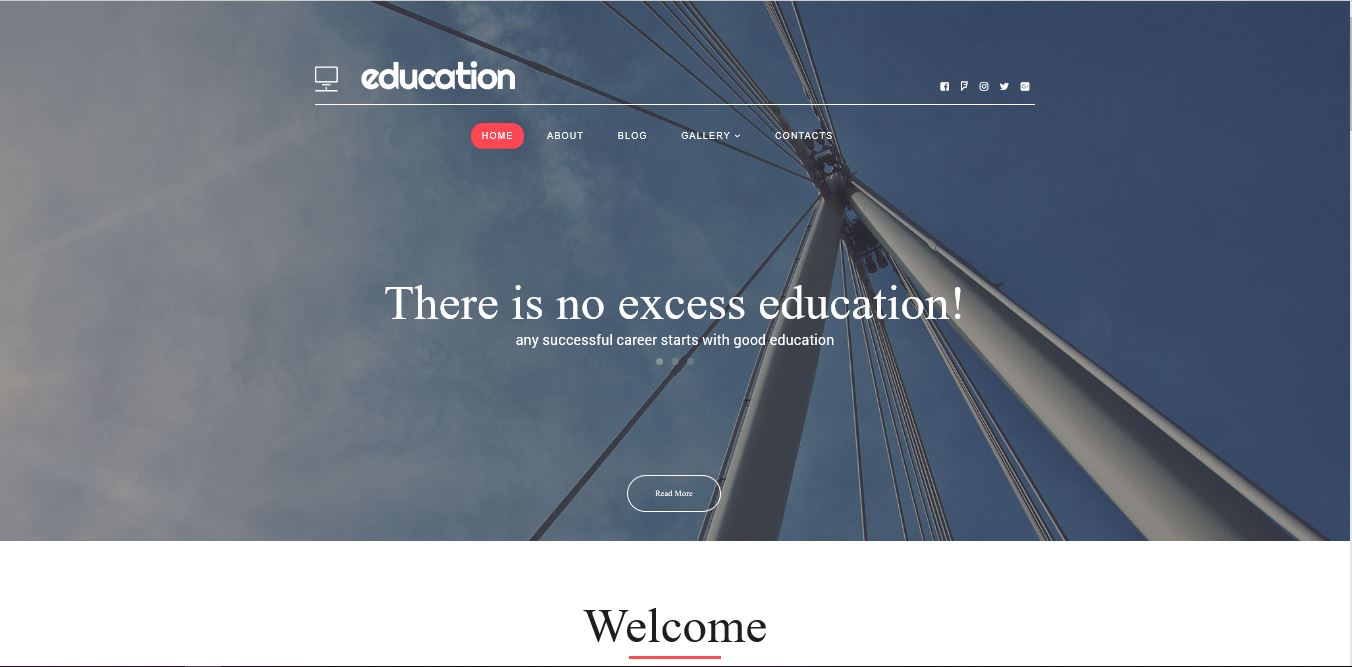 education
HOME ABOUT BLOG GALLERY CONTACTS
There is no excess education!
any successful career starts with good education
Read More
Welcome